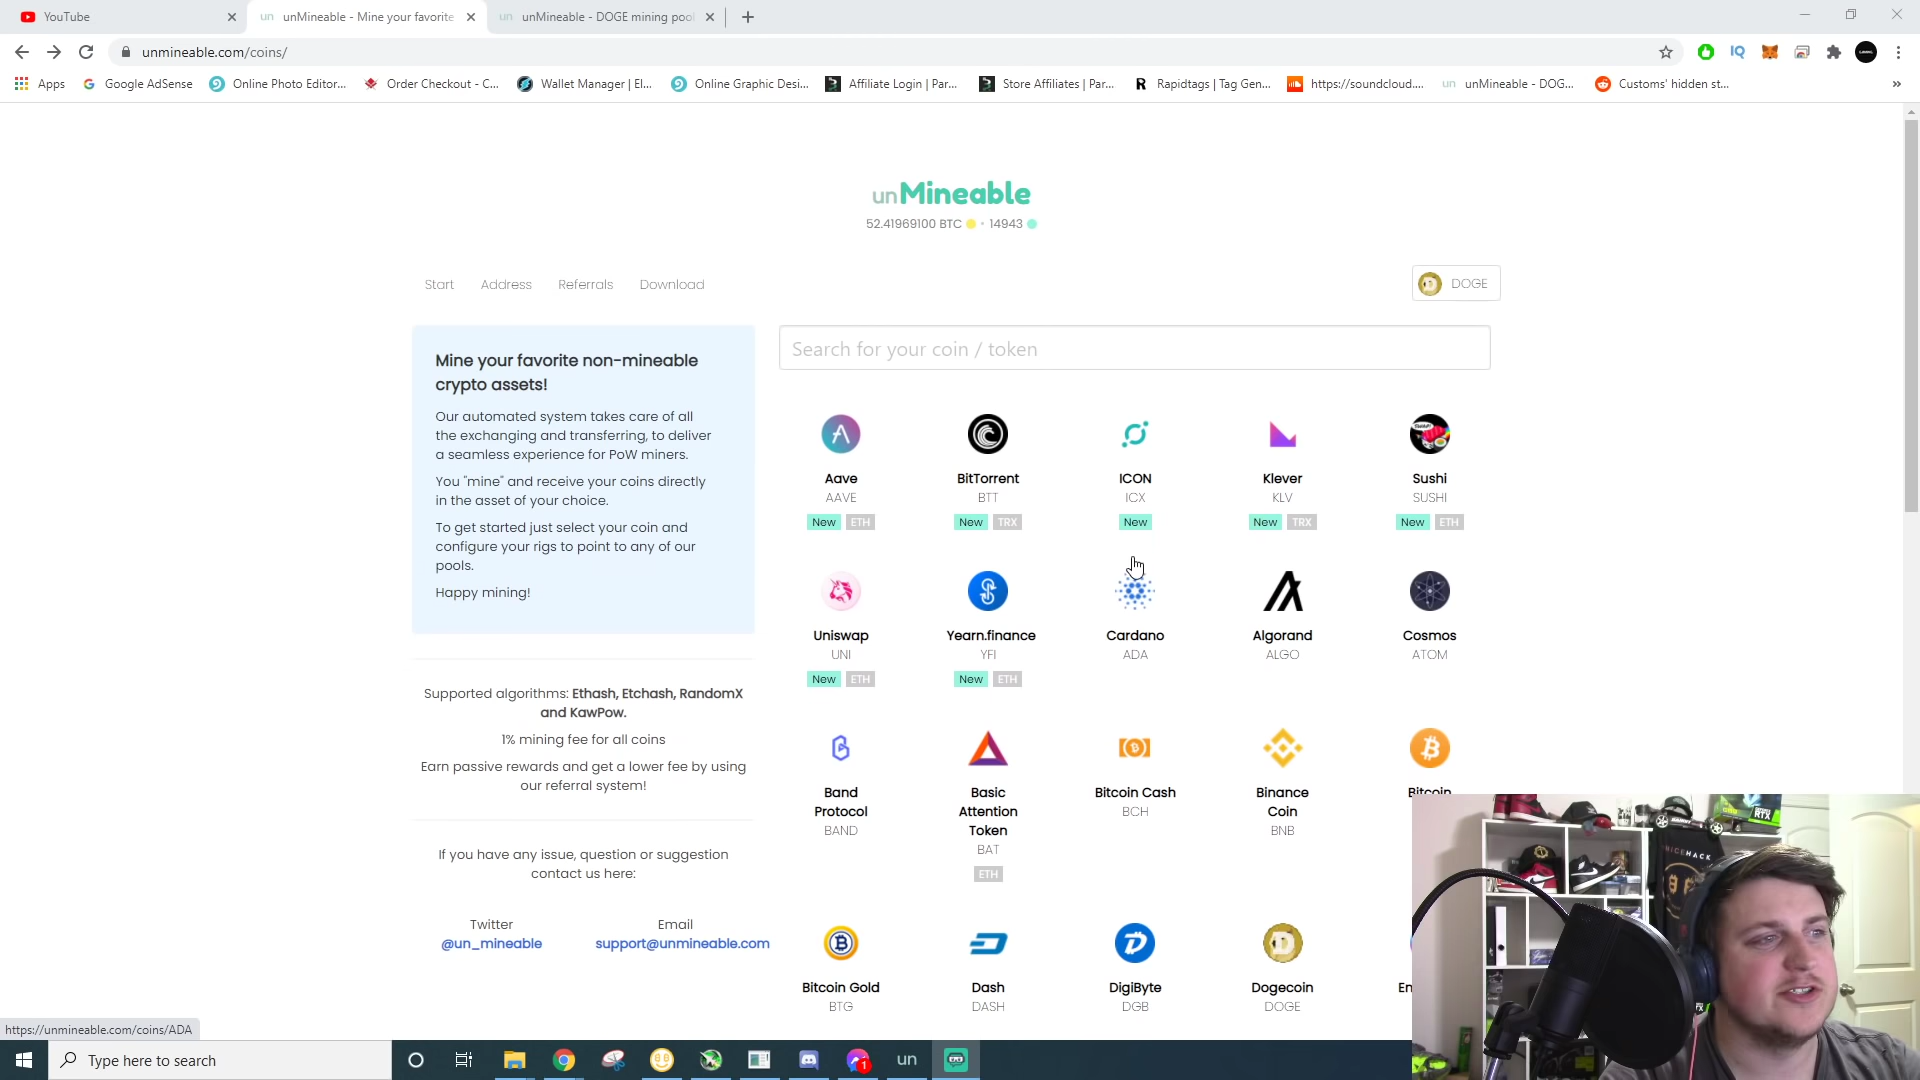 YouTube
unMineable - Mine your favorite
unMineable - DOGE mining pool
unmineable.com/coins/
Apps
Google AdSense
Online Photo Editor...
Order Checkout - C...
Wallet Manager | El...
Online Graphic Desi...
Affiliate Login | Par...
Store Affiliates | Par...
Rapidtags | Tag Gen...
https://soundcloud....
unMineable - DOG...
Customs' hidden st...
unMineable
52.41969100 BTC • 14943
Start Address Referrals Download
DOGE
Mine your favorite non-mineable
crypto assets!
Our automated system takes care of all
the exchanging and transferring, to deliver
a seamless experience for PoW miners.
You "mine" and receive your coins directly
in the asset of your choice.
To get started just select your coin and
configure your rigs to point to any of our
pools.
Happy mining!
Supported algorithms: Ethash, Etchash, RandomX
and KawPow.
1% mining fee for all coins
Earn passive rewards and get a lower fee by using
our referral system!
If you have any issue, question or suggestion
contact us here:
Twitter
@un_mineable
Email
support@unmineable.com
Search for your coin / token
Aave
AAVE
New ETH
BitTorrent
BTT
New TRX
ICON
ICX
New
Klever
KLV
New TRX
Sushi
SUSHI
New ETH
Uniswap
UNI
New ETH
Yearn.finance
YFI
New ETH
Cardano
ADA
Algorand
ALGO
Cosmos
ATOM
Band
Protocol
BAND
Basic
Attention
Token
BAT
ETH
Bitcoin Cash
BCH
Binance
Coin
BNB
Bitcoin
Bitcoin Gold
BTG
Dash
DASH
DigiByte
DGB
Dogecoin
DOGE
En
https://unmineable.com/coins/ADA
Type here to search
un
1
NICEHACK
RTX